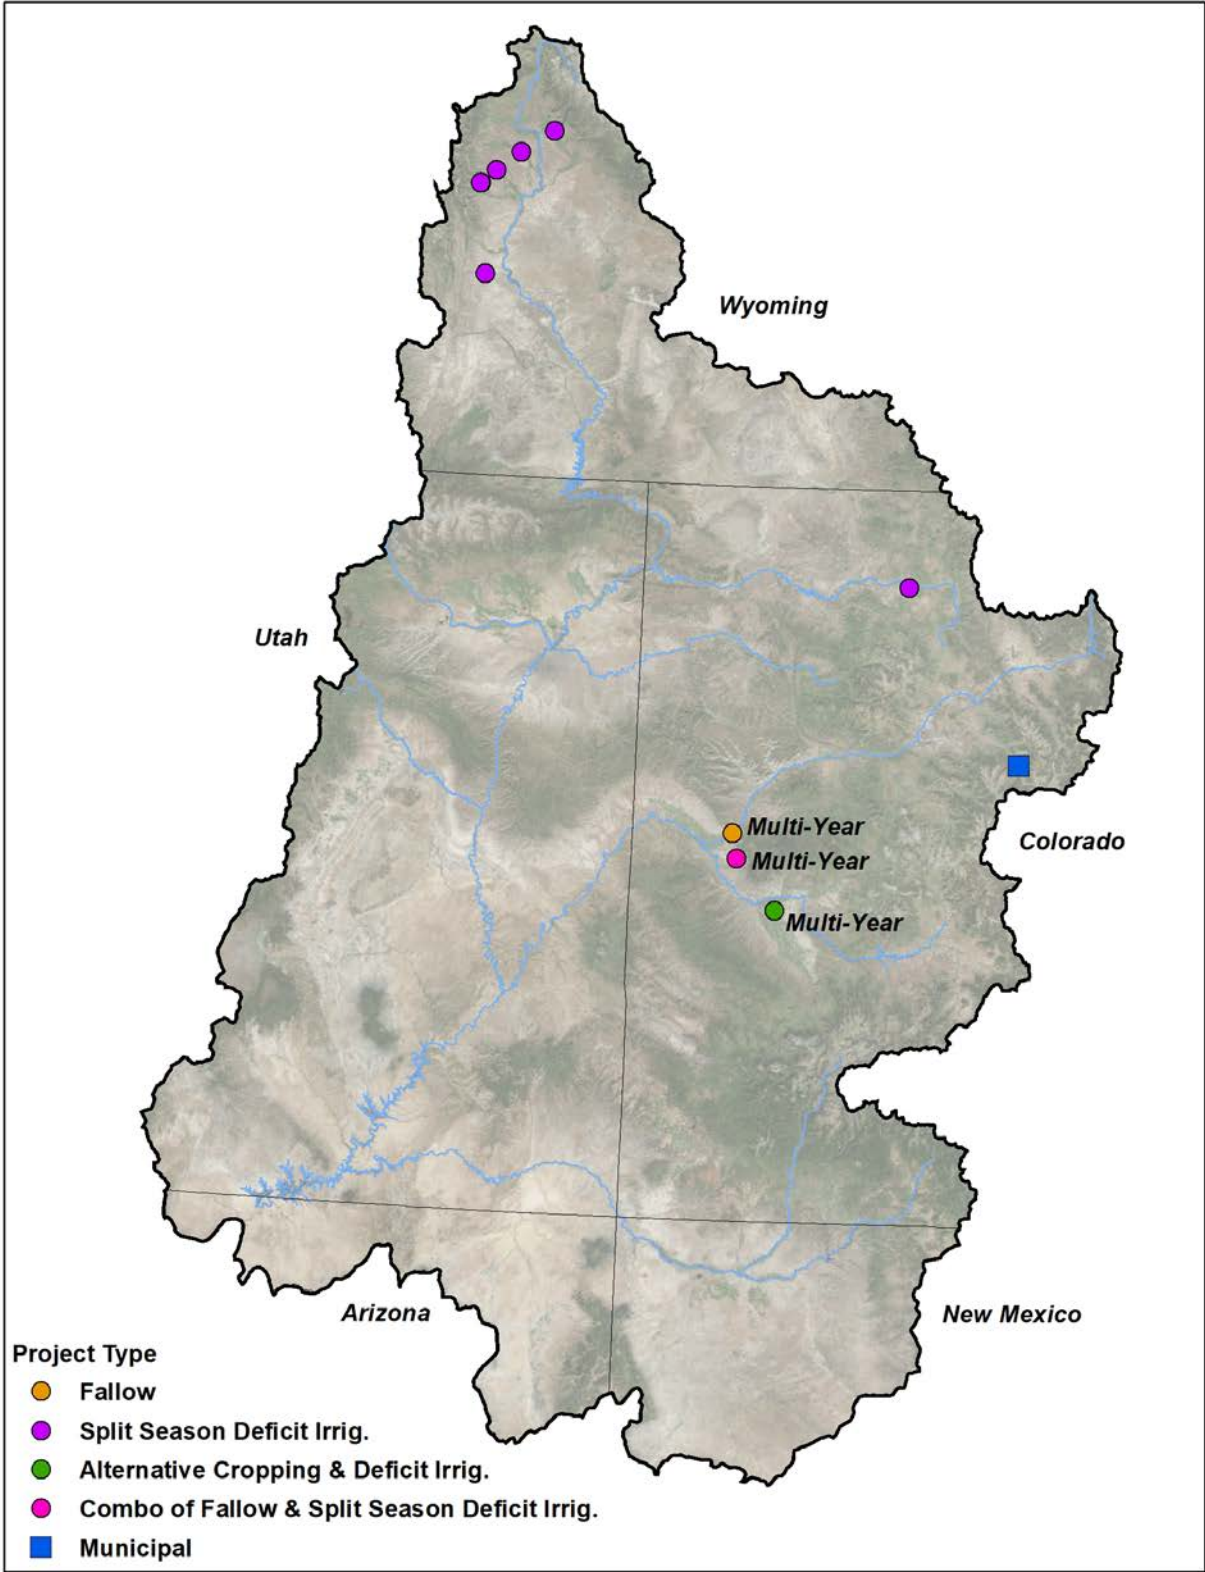 Wyoming
Utah
Multi-Year
Colorado
Multi-Year
Multi-Year
Arizona
New Mexico
Project Type
Fallow
Split Season Deficit Irrig.
Alternative Cropping & Deficit Irrig.
Combo of Fallow & Split Season Deficit Irrig.
Municipal